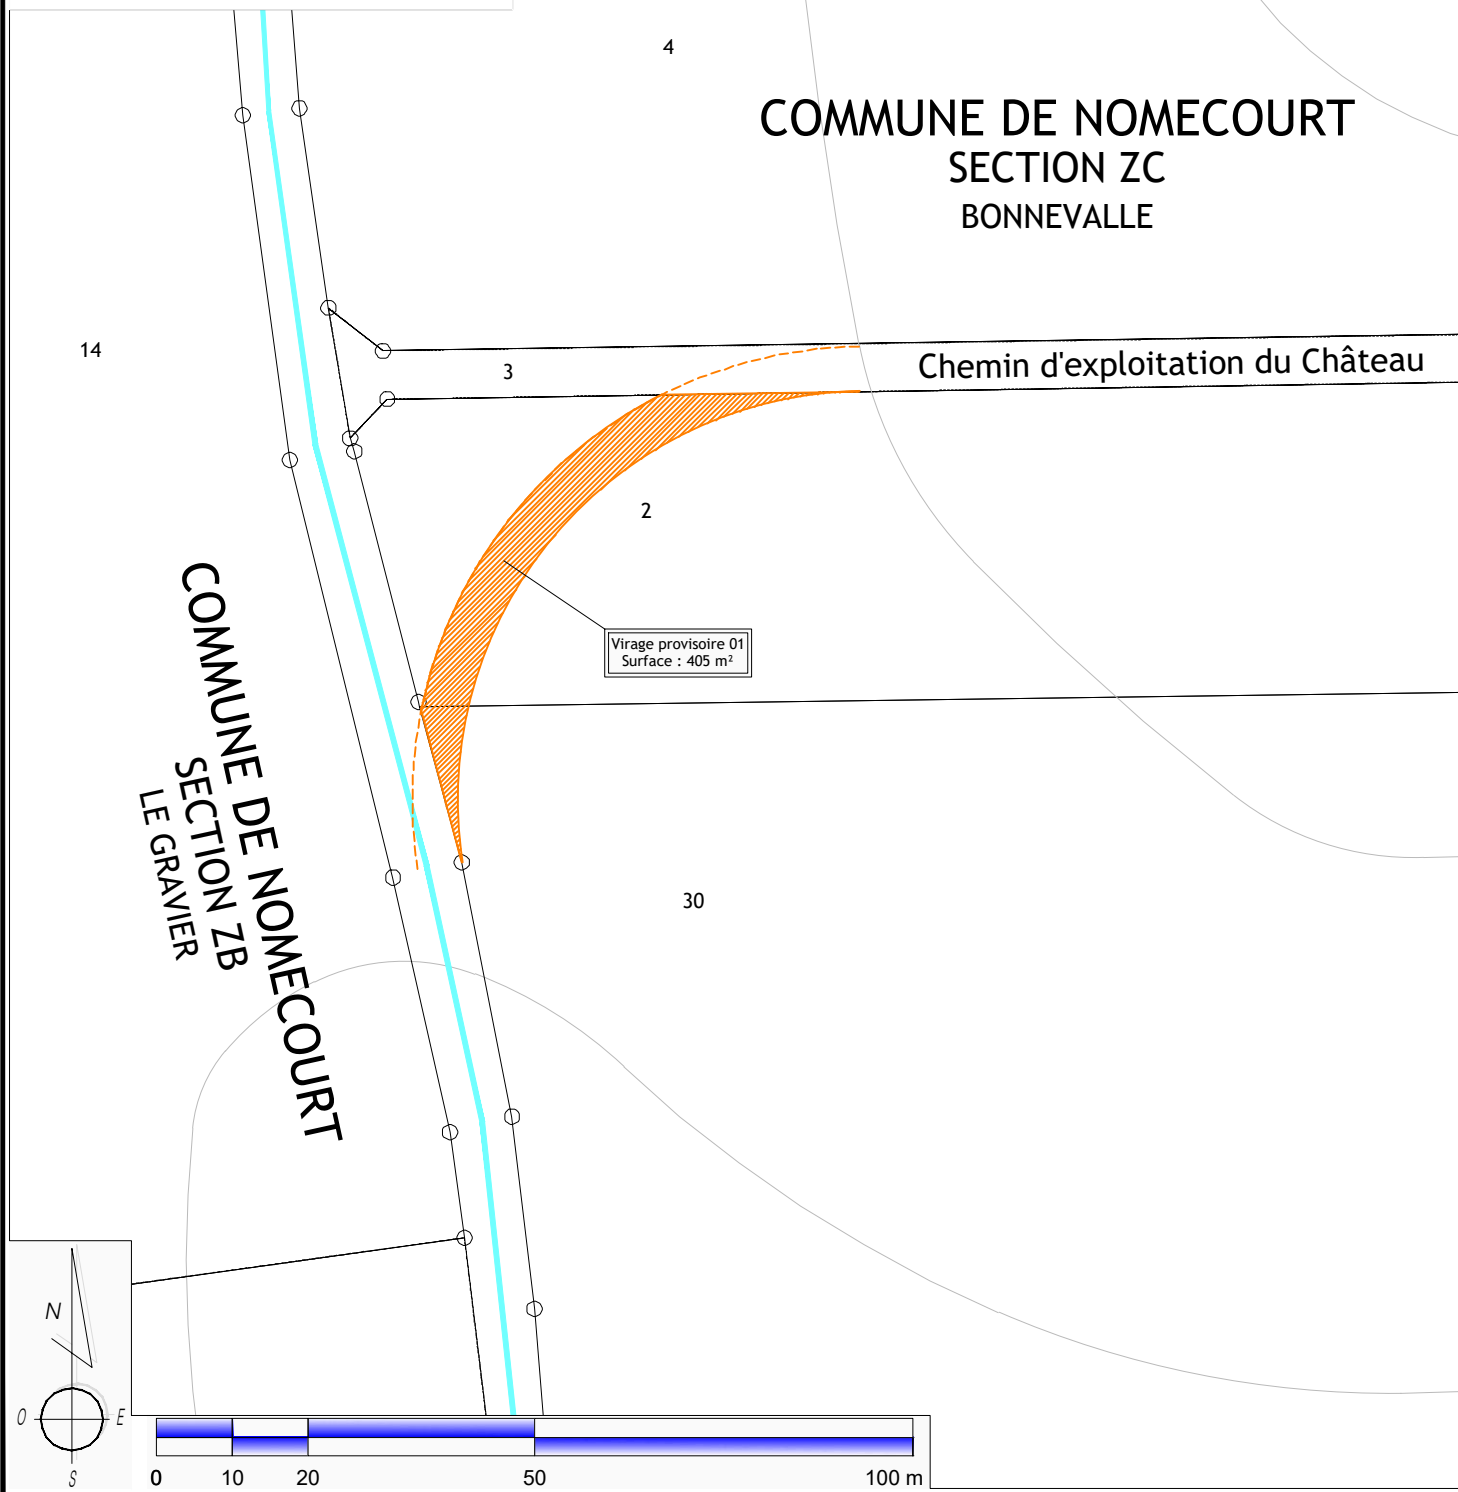 4
COMMUNE DE NOMECOURT
SECTION ZC
BONNEVALLE
14
3
Chemin d'exploitation du Château
2
Virage provisoire 01
Surface : 405 m²
COMMUNE DE NOMECOURT
SECTION ZB
LE GRAVIER
30
N
O
E
S
0
10
20
50
100 m